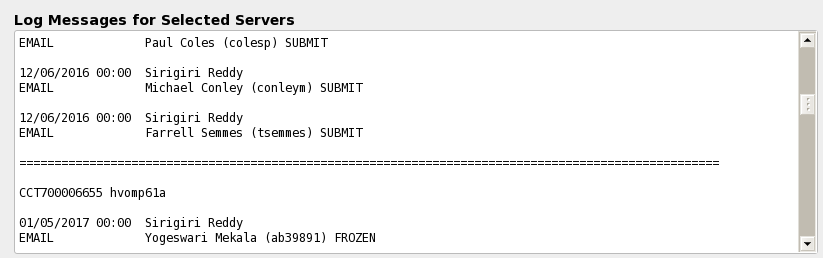 Log Messages for Selected Servers
EMAIL             Paul Coles (colesp) SUBMIT
12/06/2016 00:00  Sirigiri Reddy
EMAIL             Michael Conley (conleym) SUBMIT
12/06/2016 00:00  Sirigiri Reddy
EMAIL             Farrell Semmes (tsemmes) SUBMIT
====================================================================================================
CCT700006655 hvomp61a
01/05/2017 00:00  Sirigiri Reddy
EMAIL             Yogeswari Mekala (ab39891) FROZEN